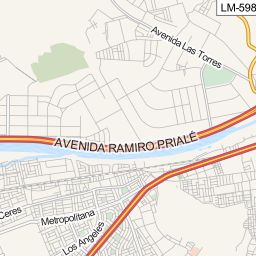 LM-598
Avenida Las Torres
AVENIDA RAMIRO PRIALÉ
Ceres
Metropolitana
Los Angeles